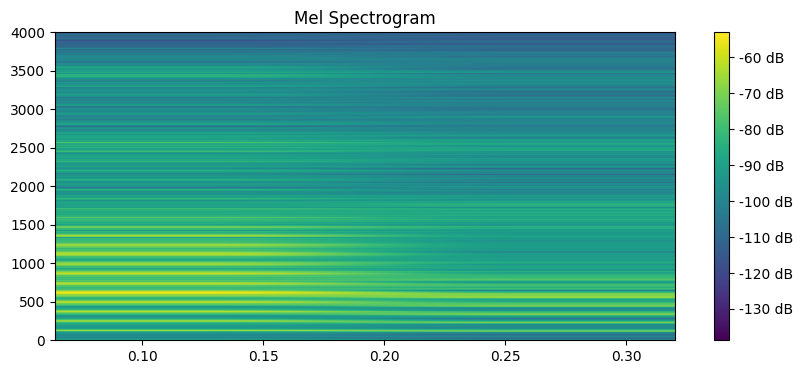 Mel Spectrogram
4000
3500
3000
2500
2000
1500
1000
500
0
0.10 0.15 0.20 0.25 0.30
-60 dB
-70 dB
-80 dB
-90 dB
-100 dB
-110 dB
-120 dB
-130 dB